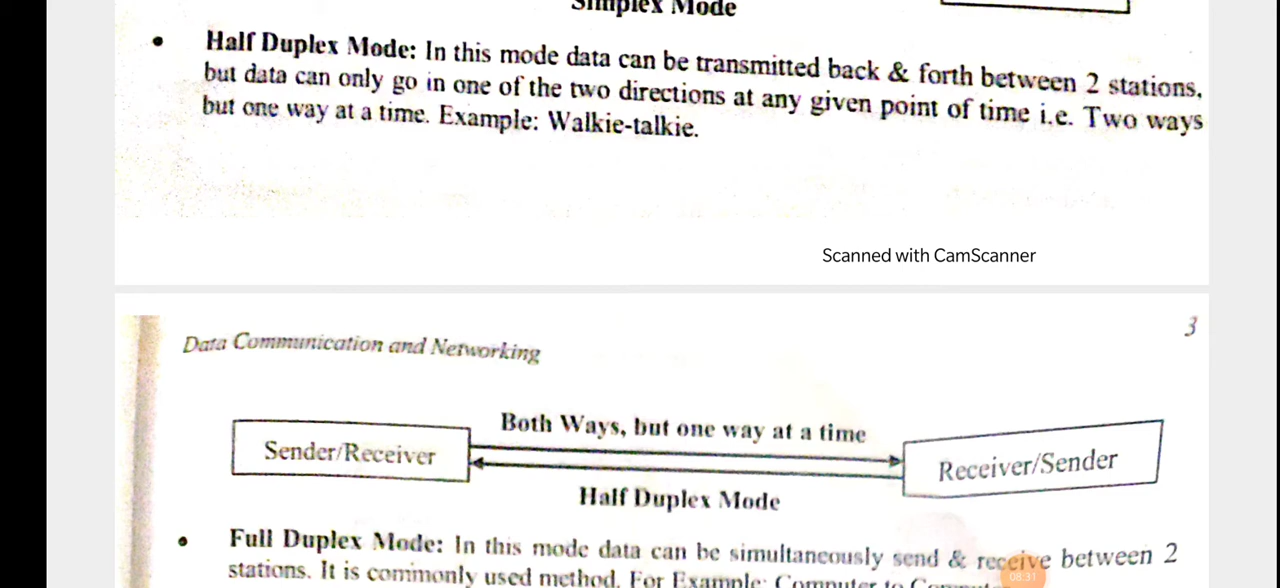 Simplex Mode
• Half Duplex Mode: In this mode data can be transmitted back & forth between 2 stations,
but data can only go in one of the two directions at any given point of time i.e. Two ways
but one way at a time. Example: Walkie-talkie.
Scanned with CamScanner
3
Data Communication and Networking
Both Ways, but one way at a time
Sender/Receiver
Receiver/Sender
Half Duplex Mode
• Full Duplex Mode: In this mode data can be simultaneously send & receive between 2
stations. It is commonly used method. For Example: Computer to
08:31